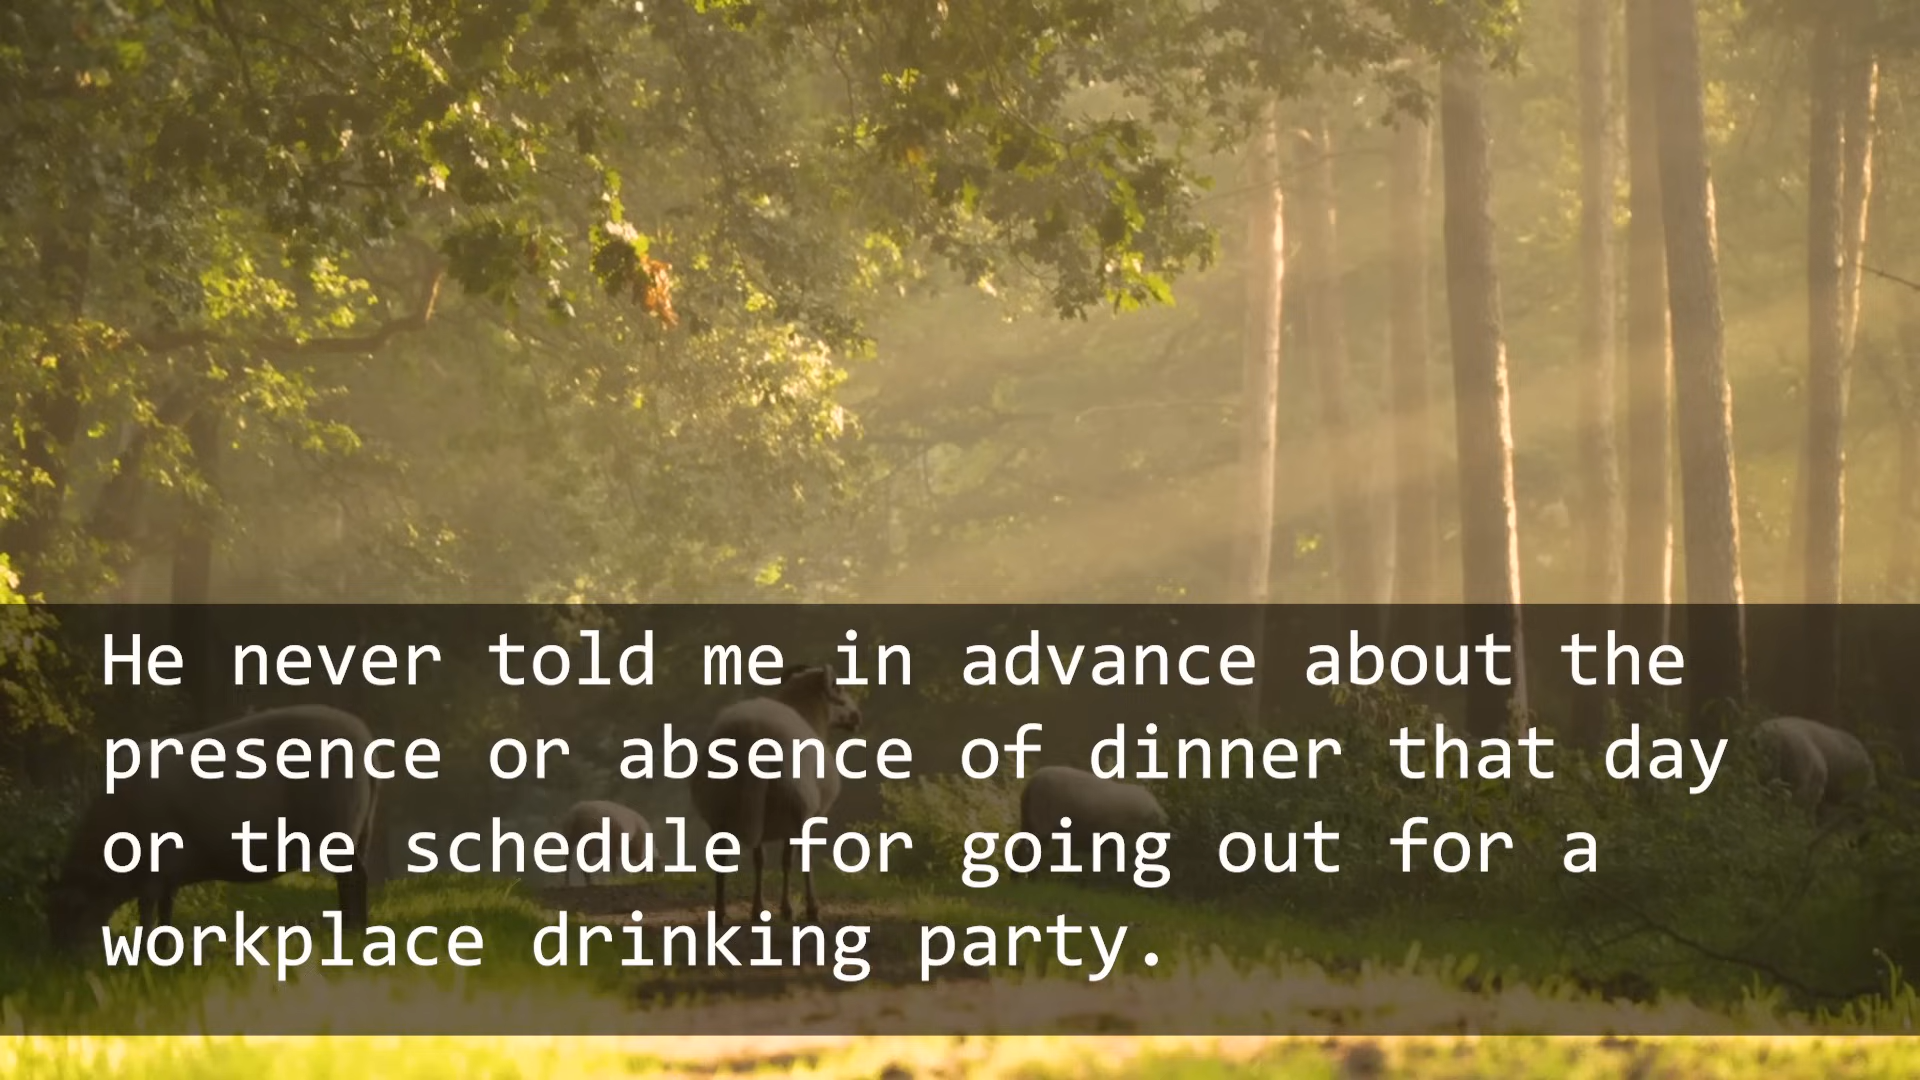 He never told me in advance about the
presence or absence of dinner that day
or the schedule for going out for a
workplace drinking party.